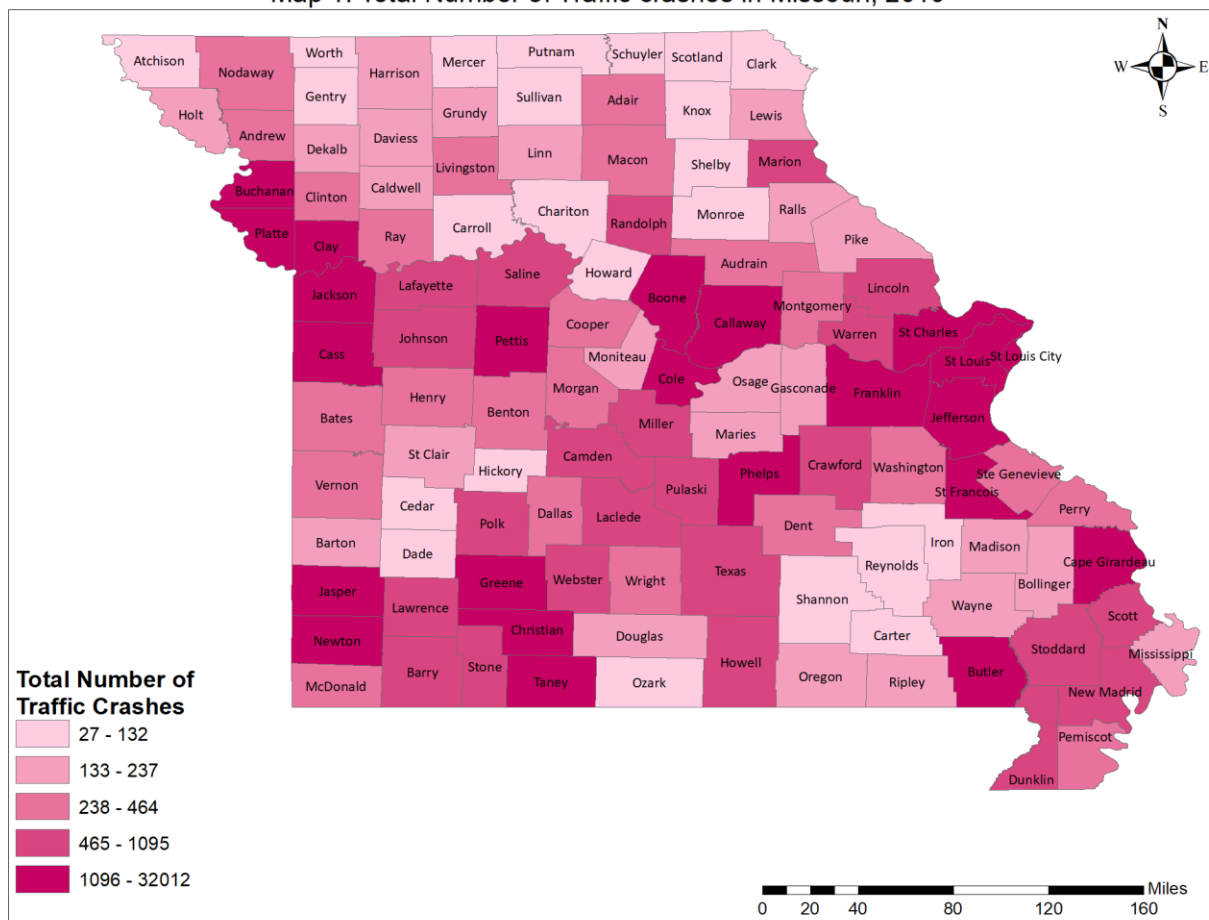 N
W E
S
Atchison
Nodaway
Worth
Harrison
Mercer
Putnam
Schuyler
Scotland
Clark
Gentry
Sullivan
Adair
Knox
Lewis
Holt
Andrew
Dekalb
Daviess
Grundy
Linn
Macon
Shelby
Marion
Livingston
Buchanan
Clinton
Caldwell
Chariton
Randolph
Monroe
Ralls
Pike
Platte
Clay
Ray
Carroll
Audrain
Saline
Howard
Boone
Jackson
Lafayette
Callaway
Montgomery
Lincoln
Cooper
Warren
St Charles
Cass
Johnson
Pettis
Moniteau
St Louis
St Louis City
Cole
Osage
Gasconade
Franklin
Jefferson
Henry
Morgan
Bates
Benton
Miller
Maries
St Clair
Hickory
Camden
Phelps
Crawford
Washington
Ste Genevieve
St Francois
Vernon
Pulaski
Cedar
Polk
Dallas
Laclede
Dent
Perry
Barton
Dade
Iron
Madison
Cape Girardeau
Reynolds
Bollinger
Jasper
Greene
Webster
Wright
Texas
Shannon
Wayne
Lawrence
Scott
Newton
Christian
Douglas
Carter
Stoddard
Mississippi
McDonald
Barry
Stone
Taney
Ozark
Howell
Oregon
Ripley
Butler
New Madrid
Pemiscot
Dunklin
Total Number of
Traffic Crashes
27 - 132
133 - 237
238 - 464
465 - 1095
1096 - 32012
Miles
0 20 40 80 120 160